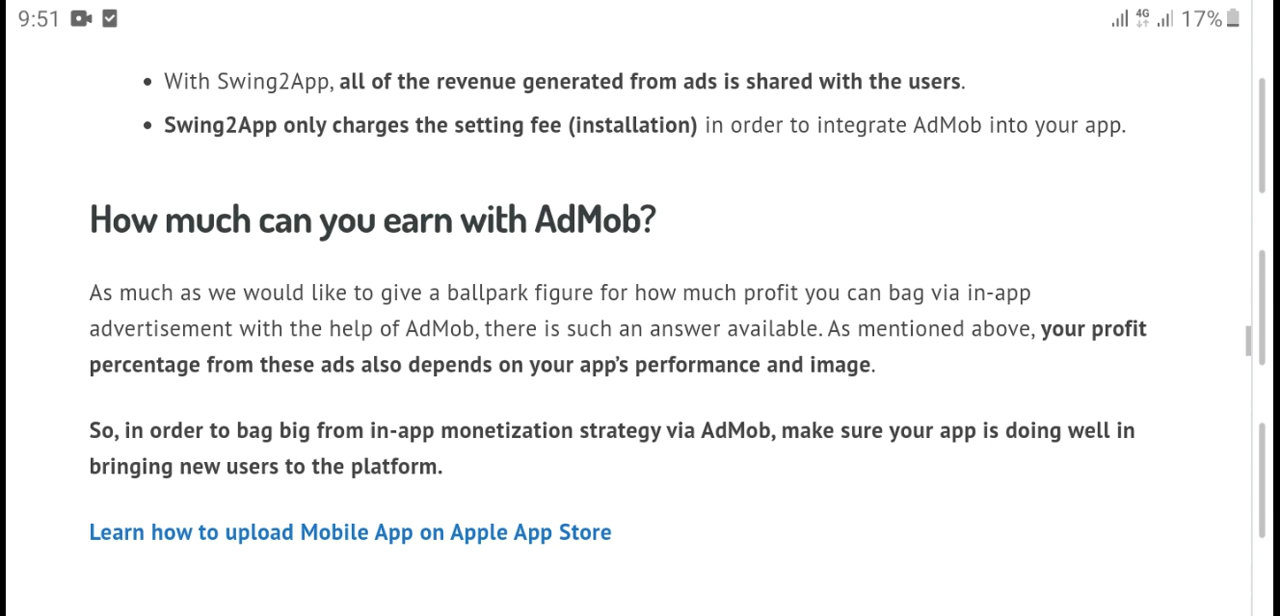 9:51
4G
17%
• With Swing2App, all of the revenue generated from ads is shared with the users.
• Swing2App only charges the setting fee (installation) in order to integrate AdMob into your app.
How much can you earn with AdMob?
As much as we would like to give a ballpark figure for how much profit you can bag via in-app
advertisement with the help of AdMob, there is such an answer available. As mentioned above, your profit
percentage from these ads also depends on your app’s performance and image.
So, in order to bag big from in-app monetization strategy via AdMob, make sure your app is doing well in
bringing new users to the platform.
Learn how to upload Mobile App on Apple App Store